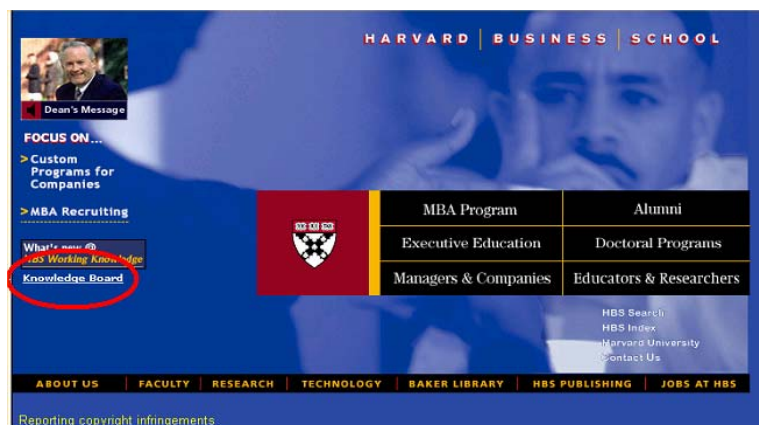 HARVARD | BUSINESS | SCHOOL
Dean's Message
FOCUS ON...
> Custom
Programs for
Companies
> MBA Recruiting
What's new @
HBS Working Knowledge
Knowledge Board
MBA Program
Alumni
Executive Education
Doctoral Programs
Managers & Companies
Educators & Researchers
HBS Search
HBS Index
Harvard University
Contact Us
ABOUT US | FACULTY | RESEARCH | TECHNOLOGY | BAKER LIBRARY | HBS PUBLISHING | JOBS AT HBS
Reporting copyright infringements